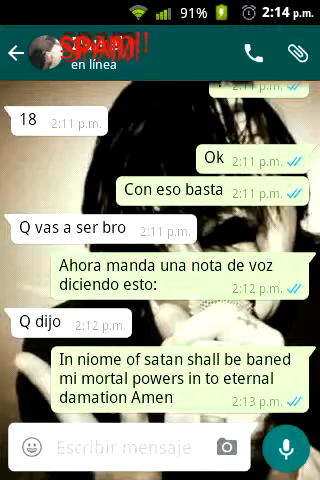 91% 2:14 p.m.
SPAM!!
en línea
18 2:11 p.m.
Ok 2:11 p.m.
Con eso basta 2:11 p.m.
Q vas a ser bro 2:11 p.m.
Ahora manda una nota de voz
diciendo esto: 2:12 p.m.
Q dijo 2:12 p.m.
In niome of satan shall be baned
mi mortal powers in to eternal
damation Amen 2:13 p.m.
Escribir mensaje